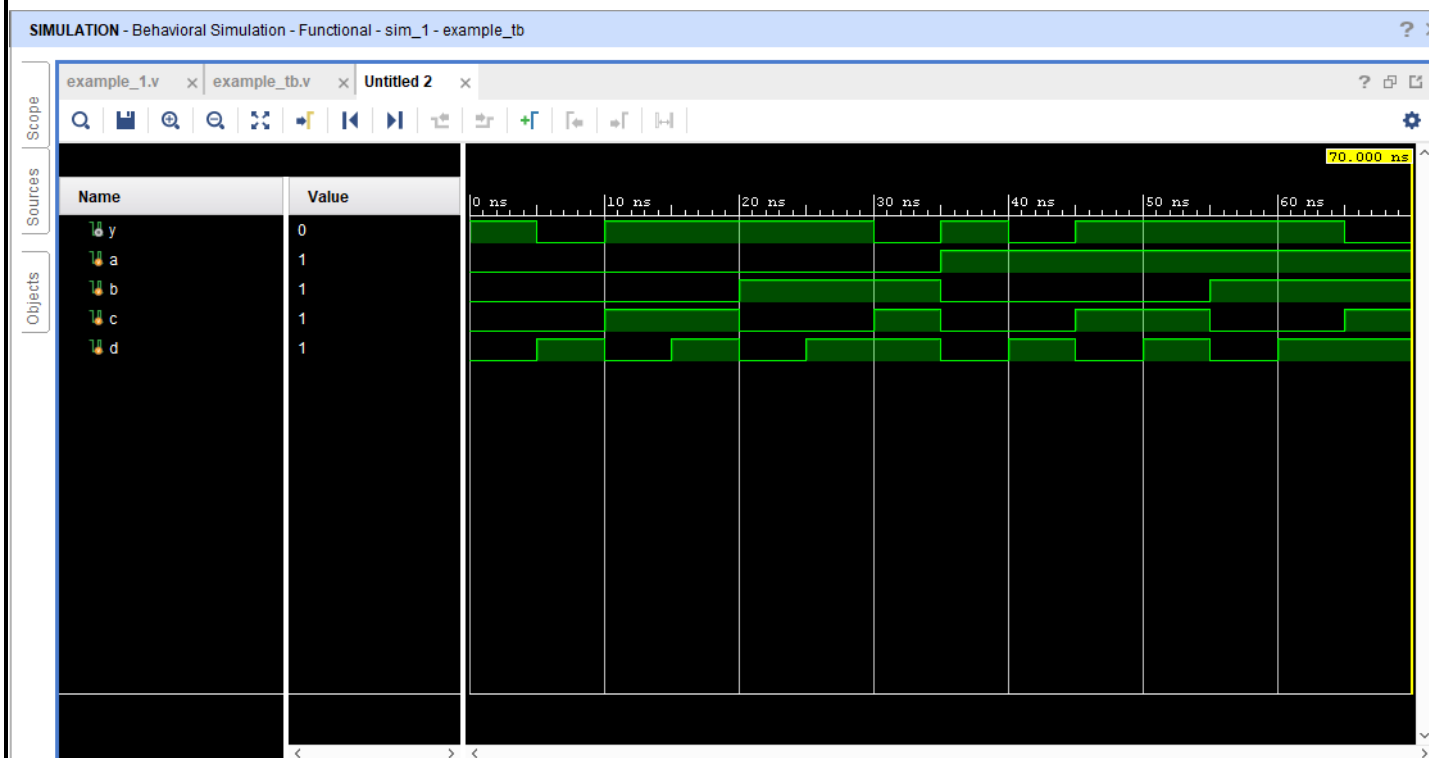 SIMULATION - Behavioral Simulation - Functional - sim_1 - example_tb
example_1.v
example_tb.v
Untitled 2
Scope
Sources
Objects
70.000 ns
Name Value
0 ns 10 ns 20 ns 30 ns 40 ns 50 ns 60 ns
y 0
a 1
b 1
c 1
d 1